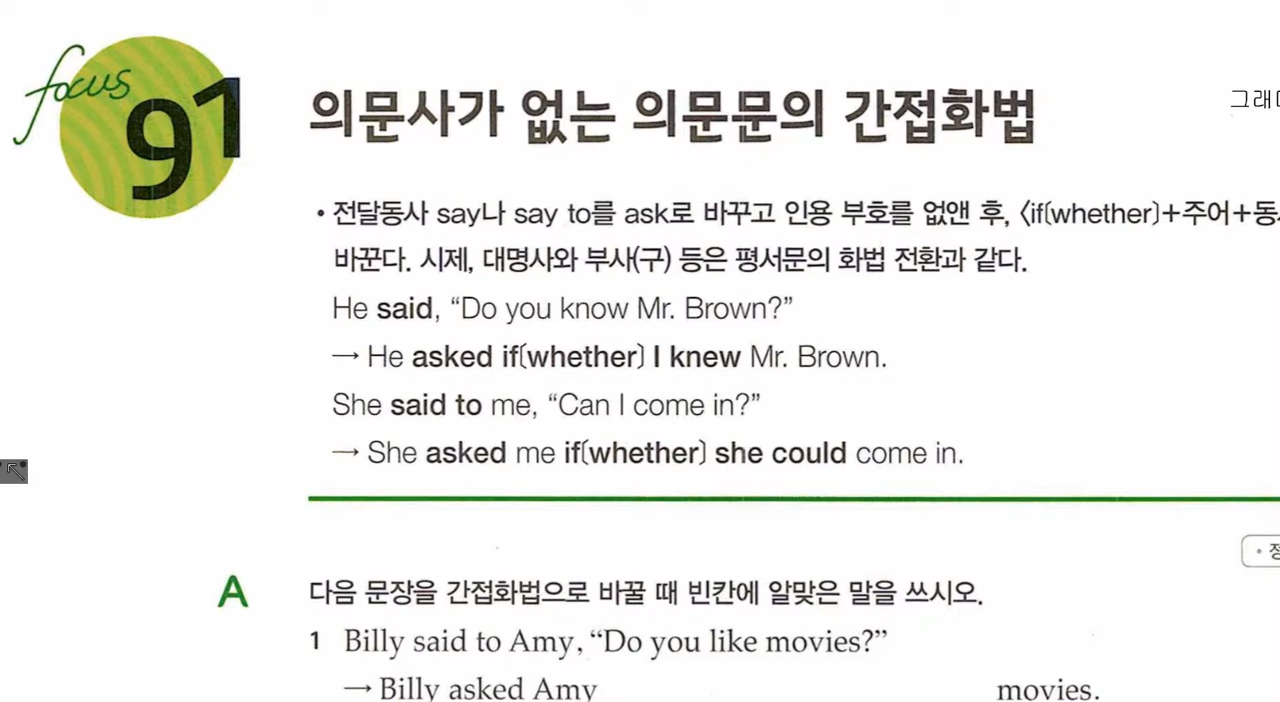 focus
91
의문사가 없는 의문문의 간접화법
• 전달동사 say나 say to를 ask로 바꾸고 인용 부호를 없앤 후, 〈if(whether)+주어+
바꾼다. 시제, 대명사와 부사(구) 등은 평서문의 화법 전환과 같다.
He said, “Do you know Mr. Brown?”
→ He asked if(whether) I knew Mr. Brown.
She said to me, “Can I come in?”
→ She asked me if(whether) she could come in.
A 다음 문장을 간접화법으로 바꿀 때 빈칸에 알맞은 말을 쓰시오.
1 Billy said to Amy, “Do you like movies?”
→ Billy asked Amy movies.